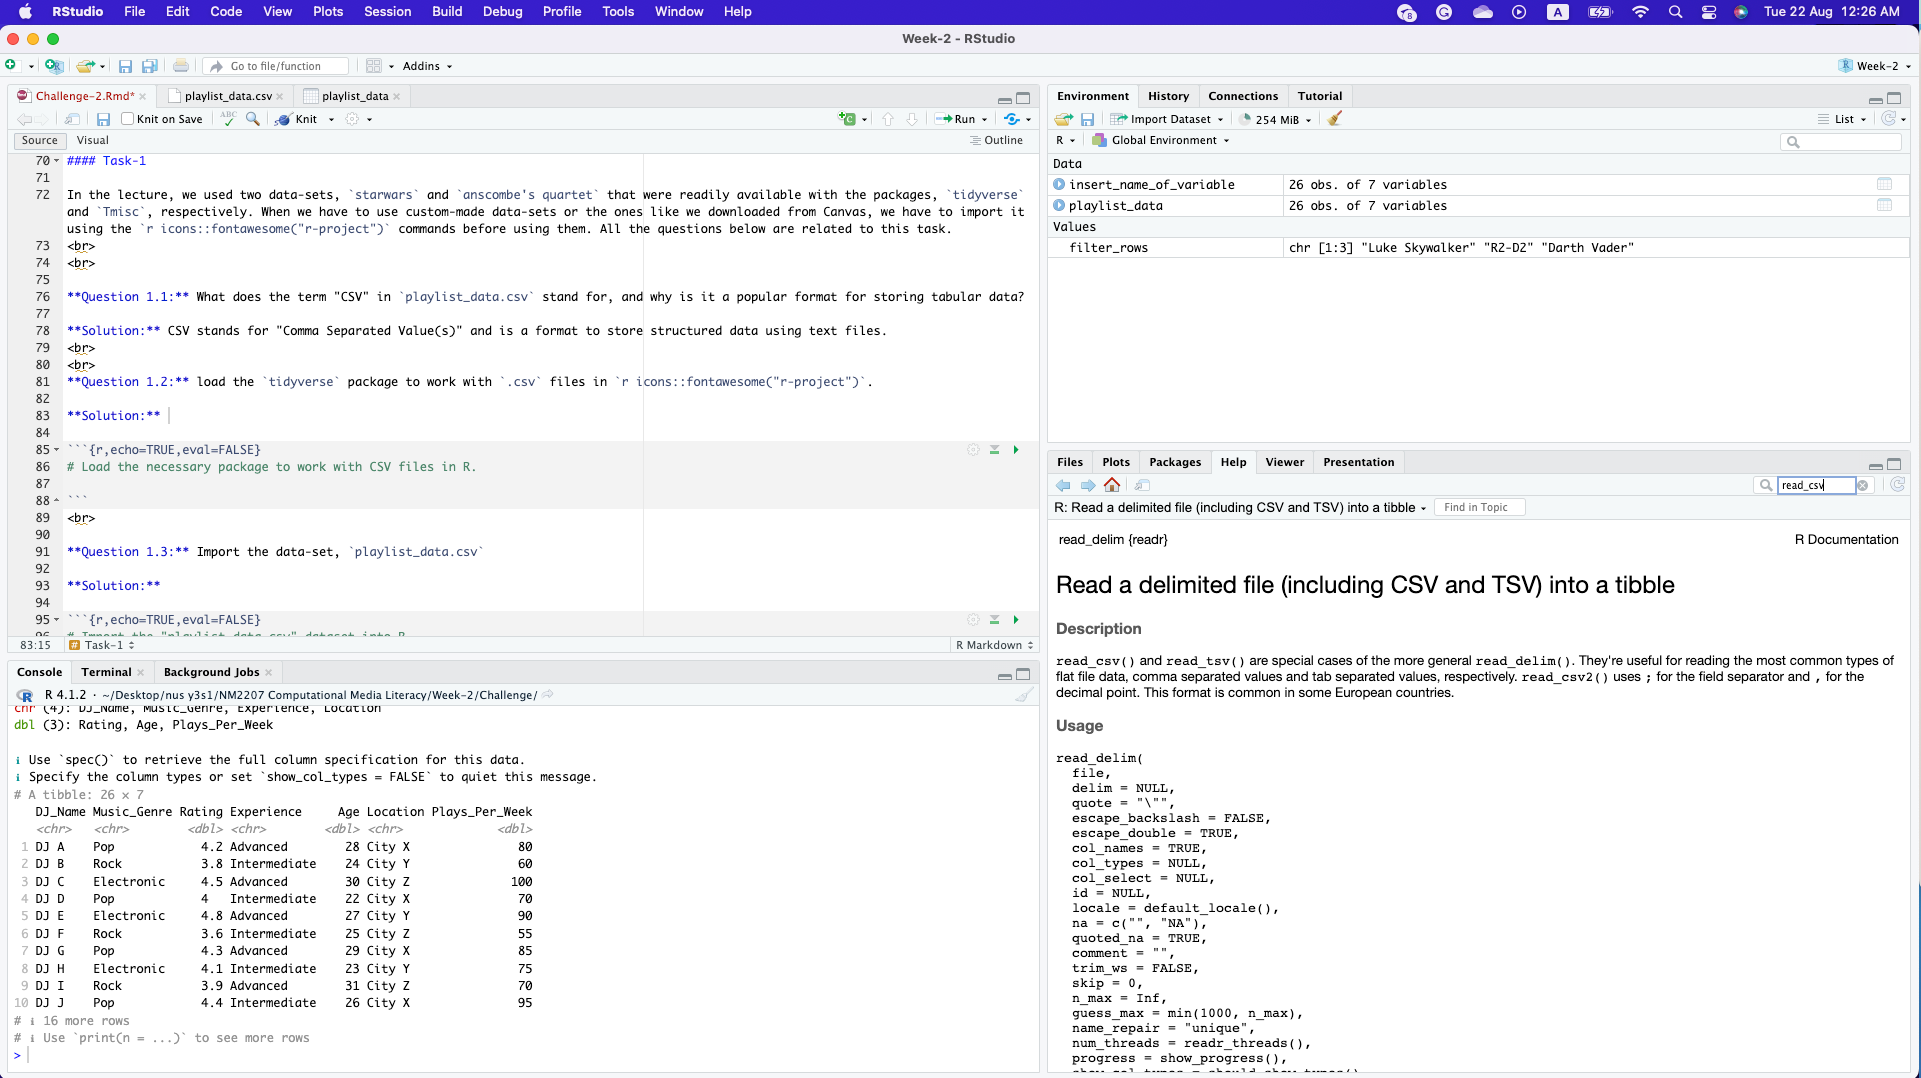 RStudio File Edit Code View Plots Session Build Debug Profile Tools Window Help
8 A Tue 22 Aug 12:26 AM
Week-2 - RStudio
Go to file/function Addins Week-2
Challenge-2.Rmd* playlist_data.csv playlist_data
Knit on Save ABC Knit Run
Source Visual Outline
70 #### Task-1
71
72 In the lecture, we used two data-sets, `starwars` and `anscombe's quartet` that were readily available with the packages, `tidyverse`
and `Tmisc`, respectively. When we have to use custom-made data-sets or the ones like we downloaded from Canvas, we have to import it
using the `r icons::fontawesome("r-project")` commands before using them. All the questions below are related to this task.
73 <br>
74 <br>
75
76 **Question 1.1:** What does the term "CSV" in `playlist_data.csv` stand for, and why is it a popular format for storing tabular data?
77
78 **Solution:** CSV stands for "Comma Separated Value(s)" and is a format to store structured data using text files.
79 <br>
80 <br>
81 **Question 1.2:** load the `tidyverse` package to work with `.csv` files in `r icons::fontawesome("r-project")`.
82
83 **Solution:**
84
85 ```{r,echo=TRUE,eval=FALSE}
86 # Load the necessary package to work with CSV files in R.
87
88 ```
89 <br>
90
91 **Question 1.3:** Import the data-set, `playlist_data.csv`
92
93 **Solution:**
94
95 ```{r,echo=TRUE,eval=FALSE}
96 # Import the "playlist_data.csv" dataset into R
83:15 # Task-1 R Markdown
Console Terminal Background Jobs
R 4.1.2 · ~/Desktop/nus y3s1/NM2207 Computational Media Literacy/Week-2/Challenge/
chr (4): DJ_Name, Music_Genre, Experience, Location
dbl (3): Rating, Age, Plays_Per_Week
ℹ Use `spec()` to retrieve the full column specification for this data.
ℹ Specify the column types or set `show_col_types = FALSE` to quiet this message.
# A tibble: 26 × 7
DJ_Name Music_Genre Rating Experience Age Location Plays_Per_Week
<chr> <chr> <dbl> <chr> <dbl> <chr> <dbl>
1 DJ A Pop 4.2 Advanced 28 City X 80
2 DJ B Rock 3.8 Intermediate 24 City Y 60
3 DJ C Electronic 4.5 Advanced 30 City Z 100
4 DJ D Pop 4 Intermediate 22 City X 70
5 DJ E Electronic 4.8 Advanced 27 City Y 90
6 DJ F Rock 3.6 Intermediate 25 City Z 55
7 DJ G Pop 4.3 Advanced 29 City X 85
8 DJ H Electronic 4.1 Intermediate 23 City Y 75
9 DJ I Rock 3.9 Advanced 31 City Z 70
10 DJ J Pop 4.4 Intermediate 26 City X 95
# ℹ 16 more rows
# ℹ Use `print(n = ...)` to see more rows
>
Environment History Connections Tutorial
Import Dataset 254 MiB List
R Global Environment
Data
insert_name_of_variable 26 obs. of 7 variables
playlist_data 26 obs. of 7 variables
Values
filter_rows chr [1:3] "Luke Skywalker" "R2-D2" "Darth Vader"
Files Plots Packages Help Viewer Presentation
read_csv
R: Read a delimited file (including CSV and TSV) into a tibble Find in Topic
read_delim {readr} R Documentation
Read a delimited file (including CSV and TSV) into a tibble
Description
read_csv() and read_tsv() are special cases of the more general read_delim(). They're useful for reading the most common types of
flat file data, comma separated values and tab separated values, respectively. read_csv2() uses ; for the field separator and , for the
decimal point. This format is common in some European countries.
Usage
read_delim(
file,
delim = NULL,
quote = "\"",
escape_backslash = FALSE,
escape_double = TRUE,
col_names = TRUE,
col_types = NULL,
col_select = NULL,
id = NULL,
locale = default_locale(),
na = c("", "NA"),
quoted_na = TRUE,
comment = "",
trim_ws = FALSE,
skip = 0,
n_max = Inf,
guess_max = min(1000, n_max),
name_repair = "unique",
num_threads = readr_threads(),
progress = show_progress(),
show_col_types = should_show_types()